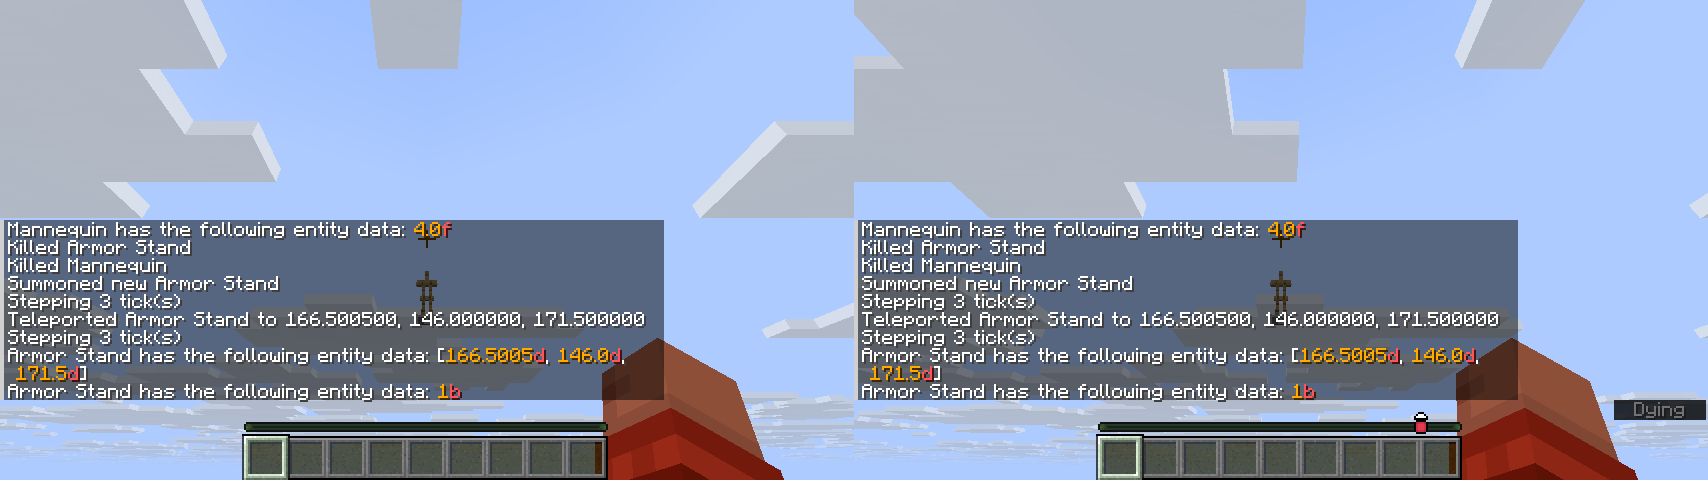 Mannequin has the following entity data: 4.0f
Killed Armor Stand
Killed Mannequin
Summoned new Armor Stand
Stepping 3 tick(s)
Teleported Armor Stand to 166.500500, 146.000000, 171.500000
Stepping 3 tick(s)
Armor Stand has the following entity data: [166.5005d, 146.0d,
171.5d]
Armor Stand has the following entity data: 1b
Mannequin has the following entity data: 4.0f
Killed Armor Stand
Killed Mannequin
Summoned new Armor Stand
Stepping 3 tick(s)
Teleported Armor Stand to 166.500500, 146.000000, 171.500000
Stepping 3 tick(s)
Armor Stand has the following entity data: [166.5005d, 146.0d,
171.5d]
Armor Stand has the following entity data: 1b
Dying